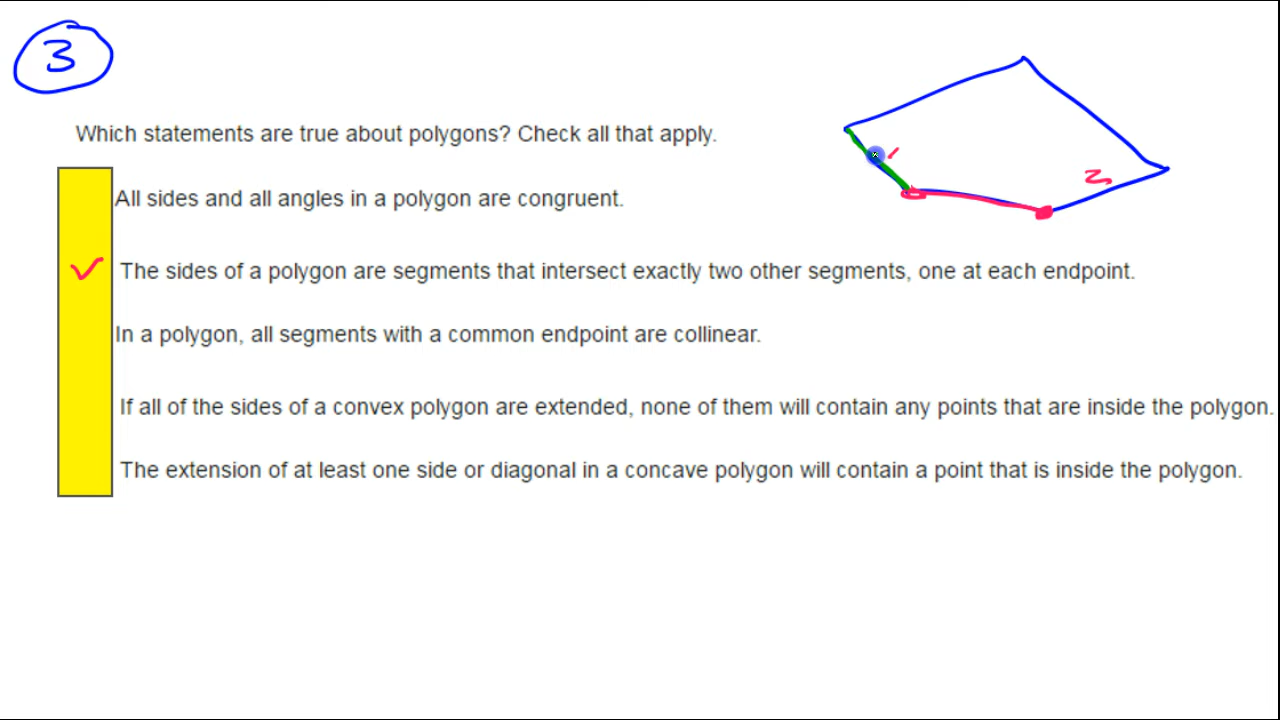 3
Which statements are true about polygons? Check all that apply.
All sides and all angles in a polygon are congruent.
1
2
✓ The sides of a polygon are segments that intersect exactly two other segments, one at each endpoint.
In a polygon, all segments with a common endpoint are collinear.
If all of the sides of a convex polygon are extended, none of them will contain any points that are inside the polygon.
The extension of at least one side or diagonal in a concave polygon will contain a point that is inside the polygon.